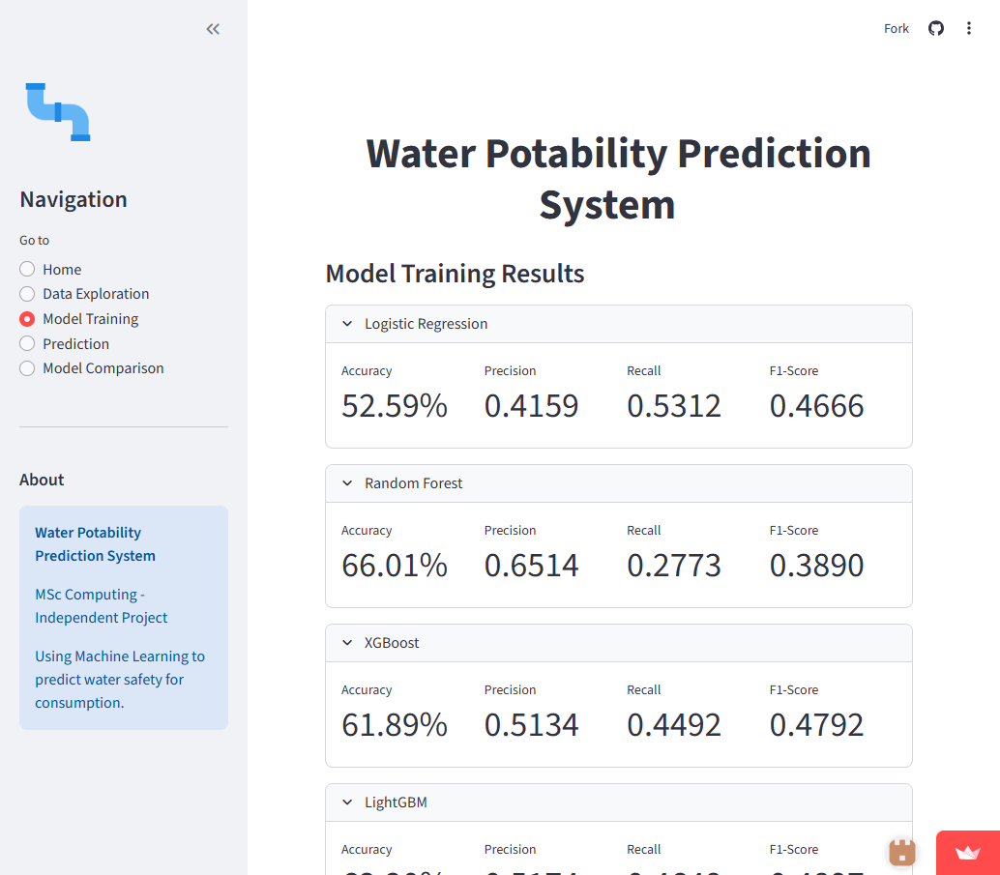 Fork
Navigation
Go to
Home
Data Exploration
Model Training
Prediction
Model Comparison
About
Water Potability
Prediction System
MSc Computing -
Independent Project
Using Machine Learning to
predict water safety for
consumption.
Water Potability Prediction
System
Model Training Results
Logistic Regression
Accuracy Precision Recall F1-Score
52.59% 0.4159 0.5312 0.4666
Random Forest
Accuracy Precision Recall F1-Score
66.01% 0.6514 0.2773 0.3890
XGBoost
Accuracy Precision Recall F1-Score
61.89% 0.5134 0.4492 0.4792
LightGBM
Accuracy Precision Recall F1-Score